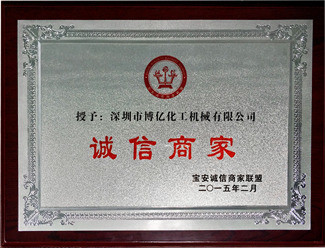 授予：深圳市博亿化工机械有限公司
诚信商家
宝安诚信商家联盟
二〇一五年二月